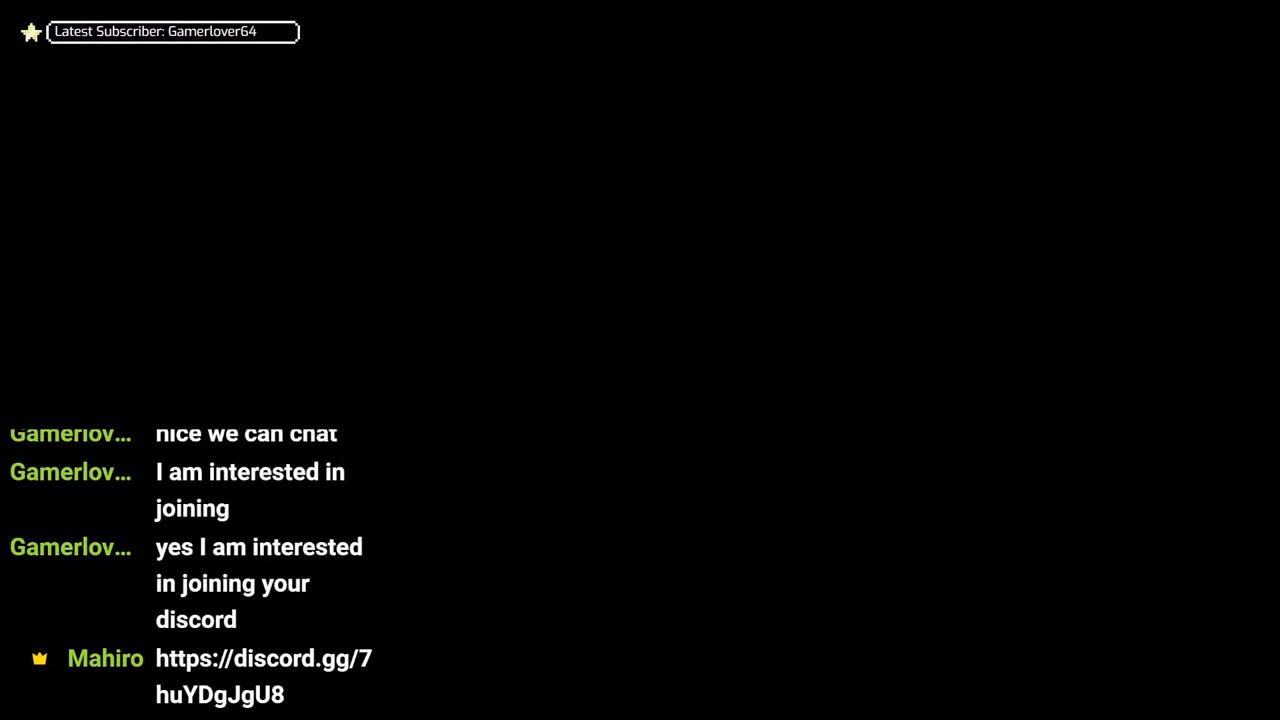 Latest Subscriber: Gamerlover64
Gamerlov… nice we can chat
Gamerlov… I am interested in
joining
Gamerlov… yes I am interested
in joining your
discord
Mahiro https://discord.gg/7
huYDgJgU8